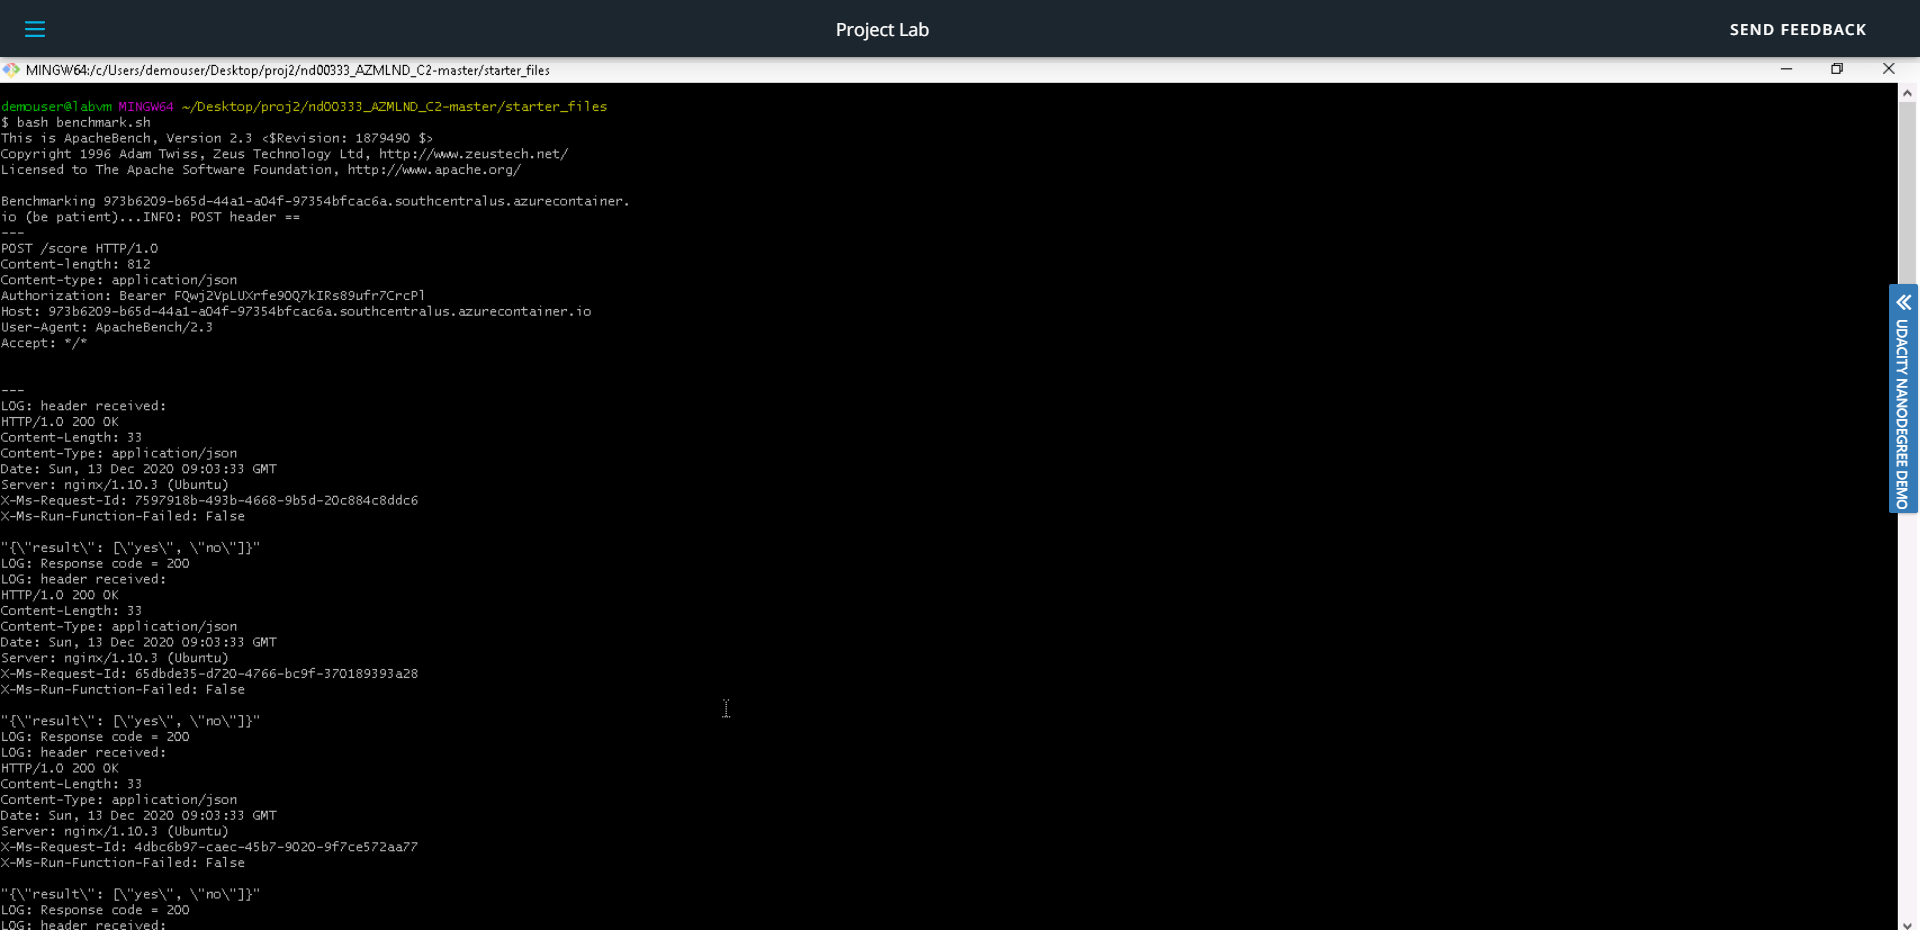 Project Lab
SEND FEEDBACK
MINGW64:/c/Users/demouser/Desktop/proj2/nd00333_AZMLND_C2-master/starter_files
demouser@labvm MINGW64 ~/Desktop/proj2/nd00333_AZMLND_C2-master/starter_files
$ bash benchmark.sh
This is ApacheBench, Version 2.3 <$Revision: 1879490 $>
Copyright 1996 Adam Twiss, Zeus Technology Ltd, http://www.zeustech.net/
Licensed to The Apache Software Foundation, http://www.apache.org/
Benchmarking 973b6209-b65d-44a1-a04f-97354bfcac6a.southcentralus.azurecontainer.
io (be patient)...INFO: POST header ==
---
POST /score HTTP/1.0
Content-length: 812
Content-type: application/json
Authorization: Bearer FQwj2VpLUXrfe90Q7kIRs89ufr7CrcPl
Host: 973b6209-b65d-44a1-a04f-97354bfcac6a.southcentralus.azurecontainer.io
User-Agent: ApacheBench/2.3
Accept: */*
---
LOG: header received:
HTTP/1.0 200 OK
Content-Length: 33
Content-Type: application/json
Date: Sun, 13 Dec 2020 09:03:33 GMT
Server: nginx/1.10.3 (Ubuntu)
X-Ms-Request-Id: 7597918b-493b-4668-9b5d-20c884c8ddc6
X-Ms-Run-Function-Failed: False
"{\"result\": [\"yes\", \"no\"]}"
LOG: Response code = 200
LOG: header received:
HTTP/1.0 200 OK
Content-Length: 33
Content-Type: application/json
Date: Sun, 13 Dec 2020 09:03:33 GMT
Server: nginx/1.10.3 (Ubuntu)
X-Ms-Request-Id: 65dbde35-d720-4766-bc9f-370189393a28
X-Ms-Run-Function-Failed: False
"{\"result\": [\"yes\", \"no\"]}"
LOG: Response code = 200
LOG: header received:
HTTP/1.0 200 OK
Content-Length: 33
Content-Type: application/json
Date: Sun, 13 Dec 2020 09:03:33 GMT
Server: nginx/1.10.3 (Ubuntu)
X-Ms-Request-Id: 4dbc6b97-caec-45b7-9020-9f7ce572aa77
X-Ms-Run-Function-Failed: False
"{\"result\": [\"yes\", \"no\"]}"
LOG: Response code = 200
LOG: header received:
UDACITY NANODEGREE DEMO